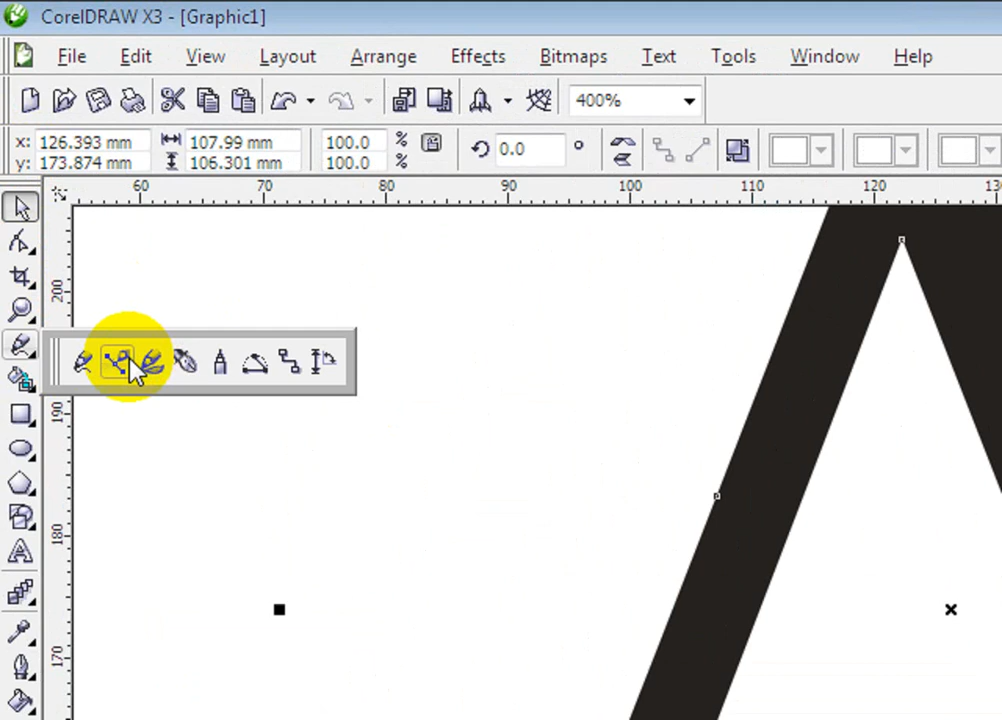 CorelDRAW X3 - [Graphic1]
File Edit View Layout Arrange Effects Bitmaps Text Tools Window Help
400%
x: 126.393 mm 107.99 mm 100.0 % 0.0 °
y: 173.874 mm 106.301 mm 100.0 %
60 70 80 90 100 110 120 130
200
190
180
170